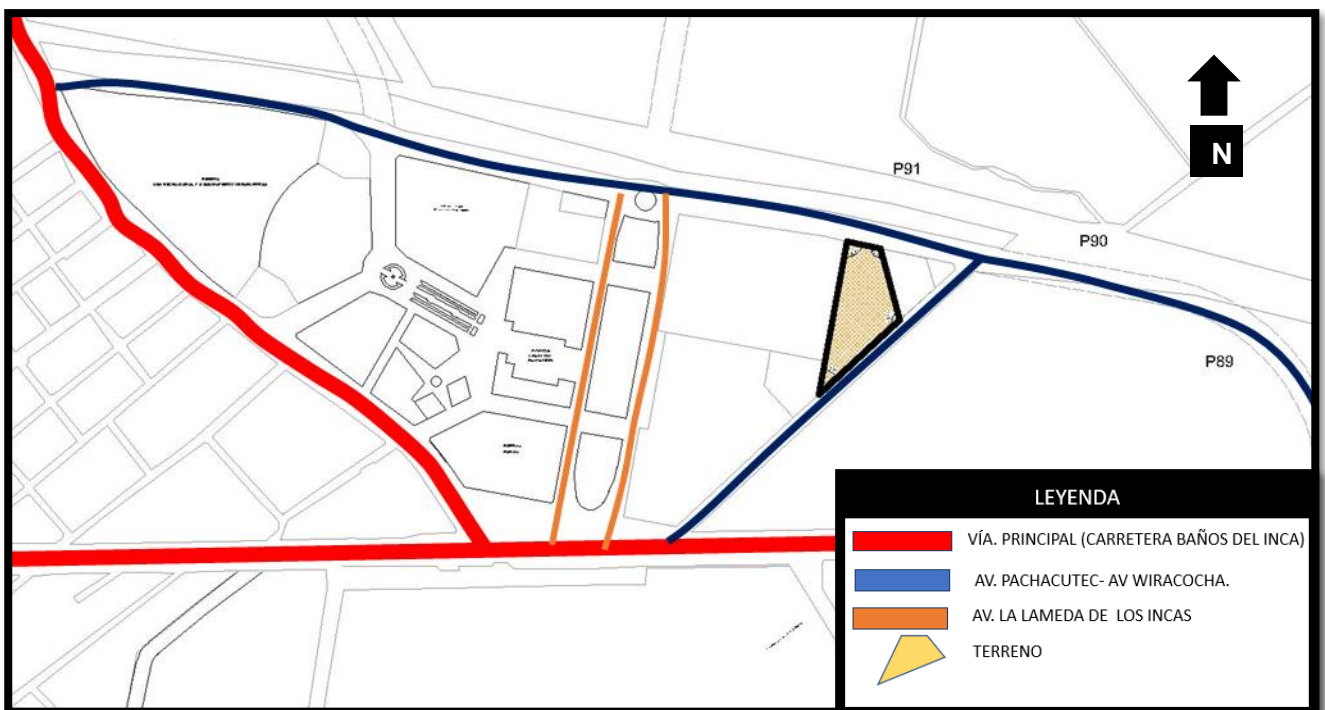 N
P91
P90
P89
LEYENDA
VÍA. PRINCIPAL (CARRETERA BAÑOS DEL INCA)
AV. PACHACUTEC- AV WIRACOCHA.
AV. LA LAMEDA DE LOS INCAS
TERRENO